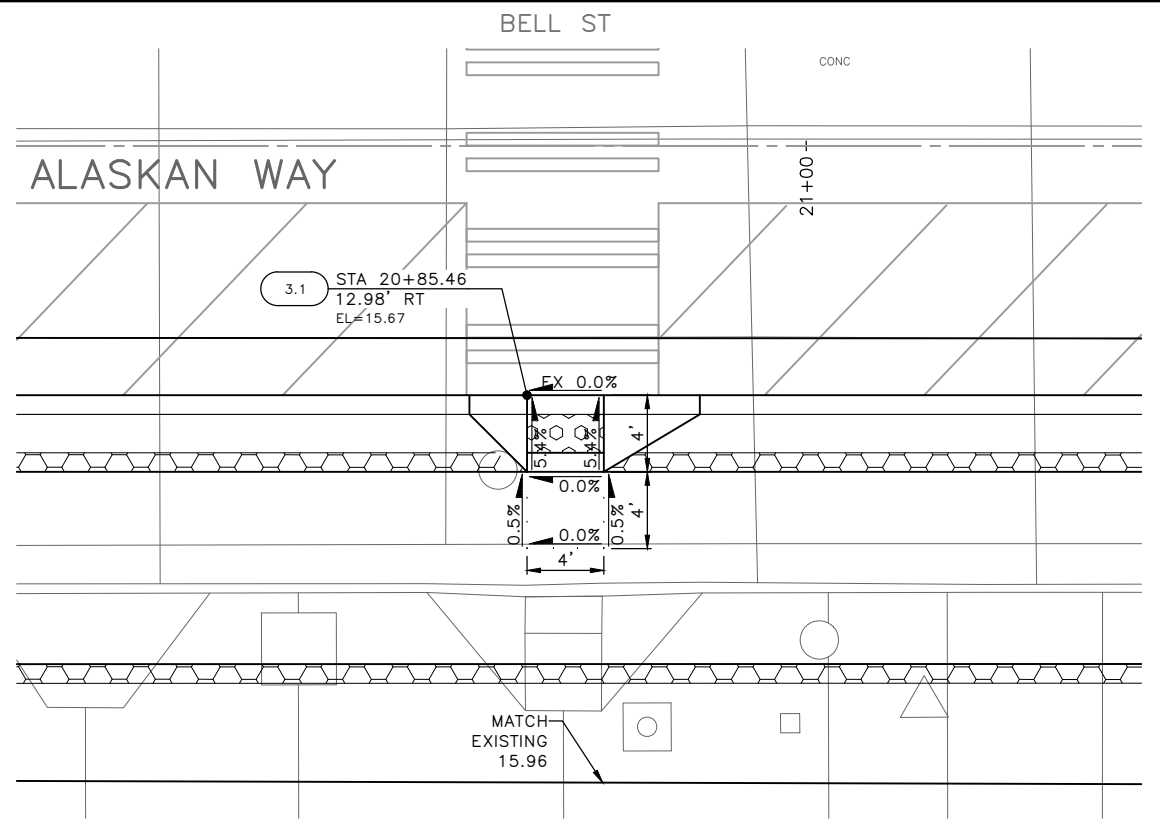 BELL ST
CONC
ALASKAN WAY
21+00
3.1
STA 20+85.46
12.98' RT
EL=15.67
EX 0.0%
5.4%
5.4%
4'
0.0%
0.5%
0.5%
4'
0.0%
4'
MATCH
EXISTING
15.96